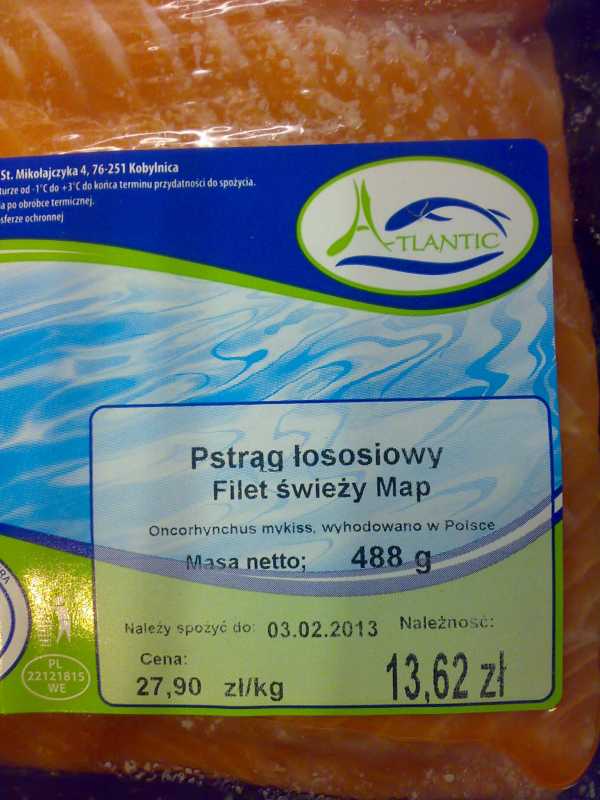 St. Mikołajczyka 4, 76-251 Kobylnica
turze od -1°C do +3°C do końca terminu przydatności do spożycia.
a po obróbce termicznej.
sferze ochronnej
ATLANTIC
Pstrąg łososiowy
Filet świeży Map
Oncorhynchus mykiss, wyhodowano w Polsce
Masa netto; 488 g
Należy spożyć do: 03.02.2013 Należność:
Cena:
27,90 zł/kg 13,62 zł
PL
22121815
WE